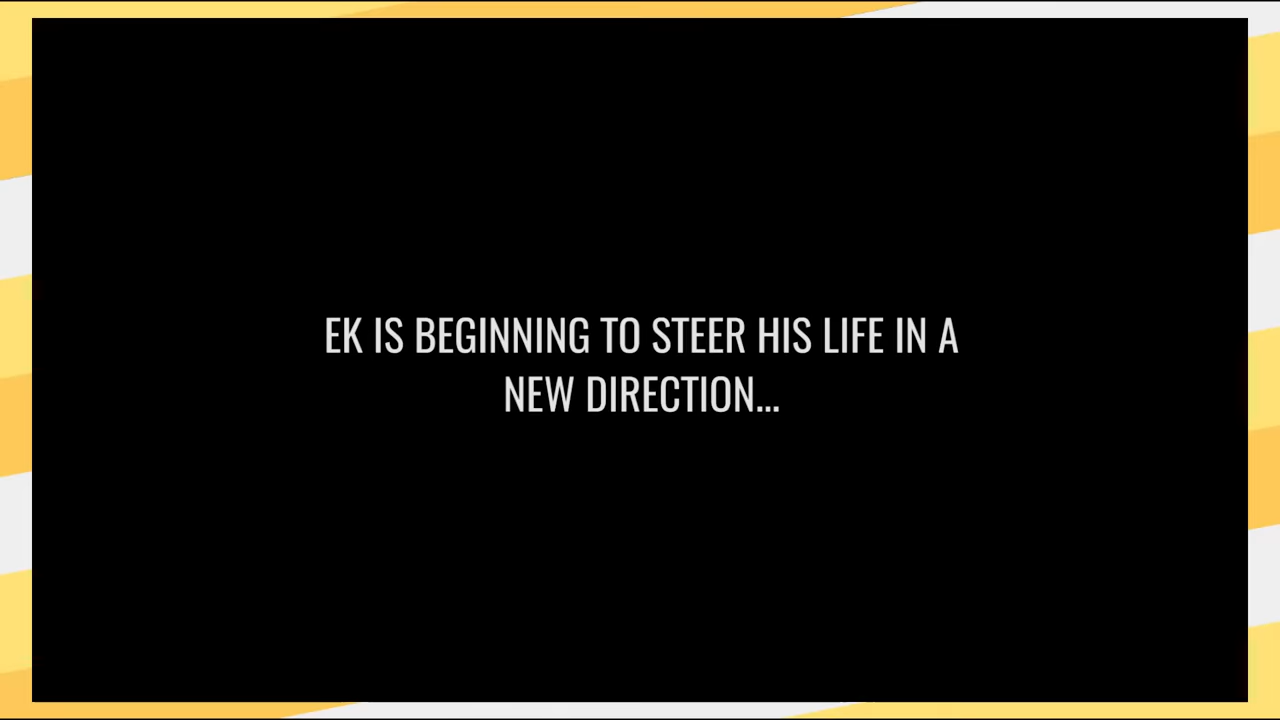 EK IS BEGINNING TO STEER HIS LIFE IN A
NEW DIRECTION...